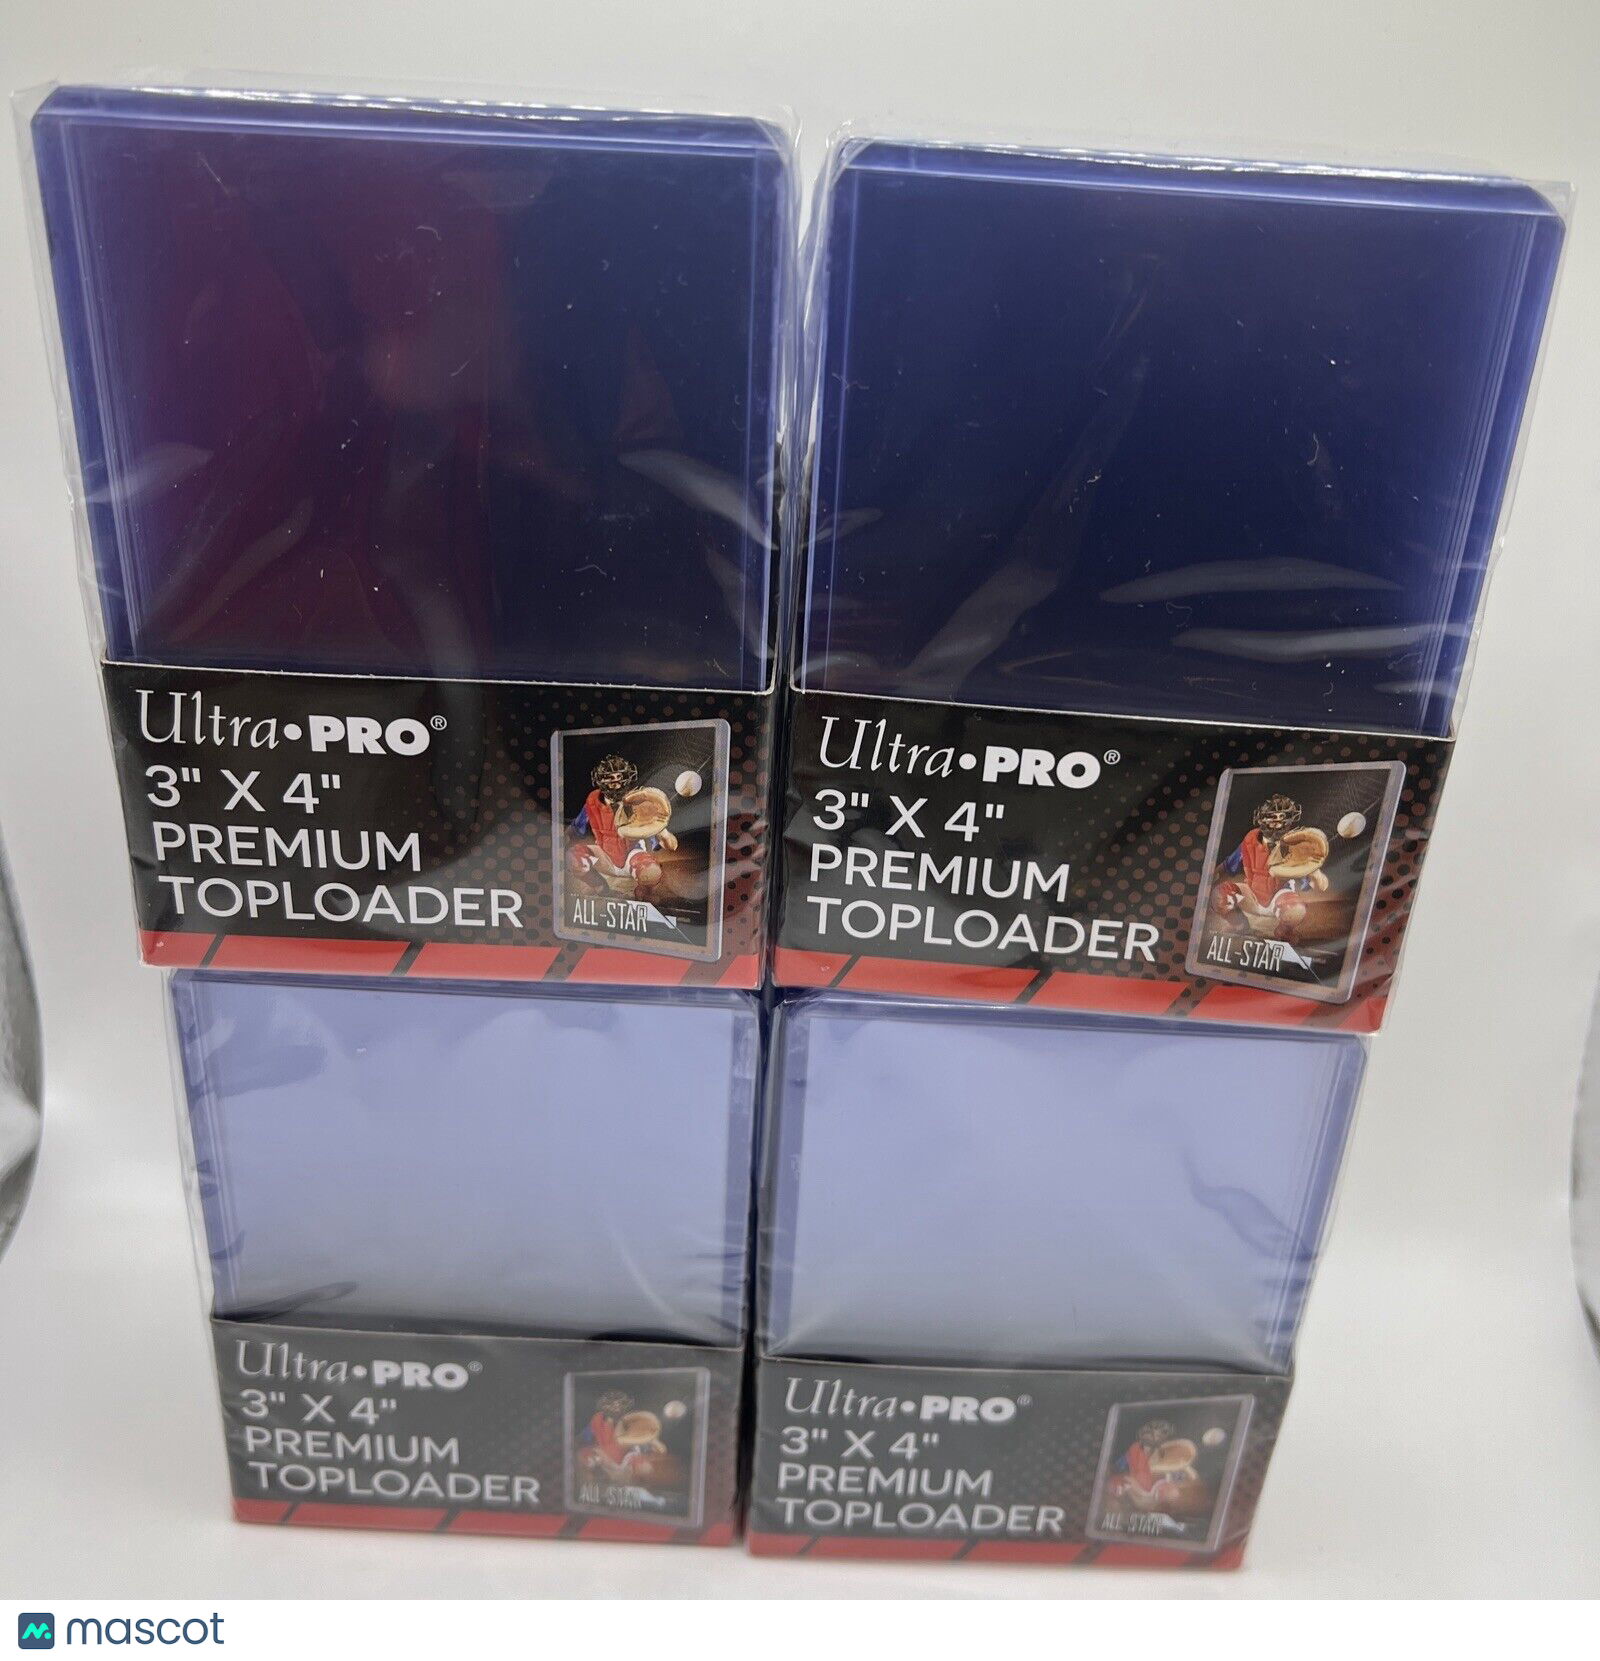 Ultra•PRO®
3" X 4"
PREMIUM
TOPLOADER
ALL-STAR
Ultra•PRO®
3" X 4"
PREMIUM
TOPLOADER
ALL-STAR
Ultra•PRO®
3" X 4"
PREMIUM
TOPLOADER
ALL-STAR
Ultra•PRO®
3" X 4"
PREMIUM
TOPLOADER
ALL-STAR
mascot